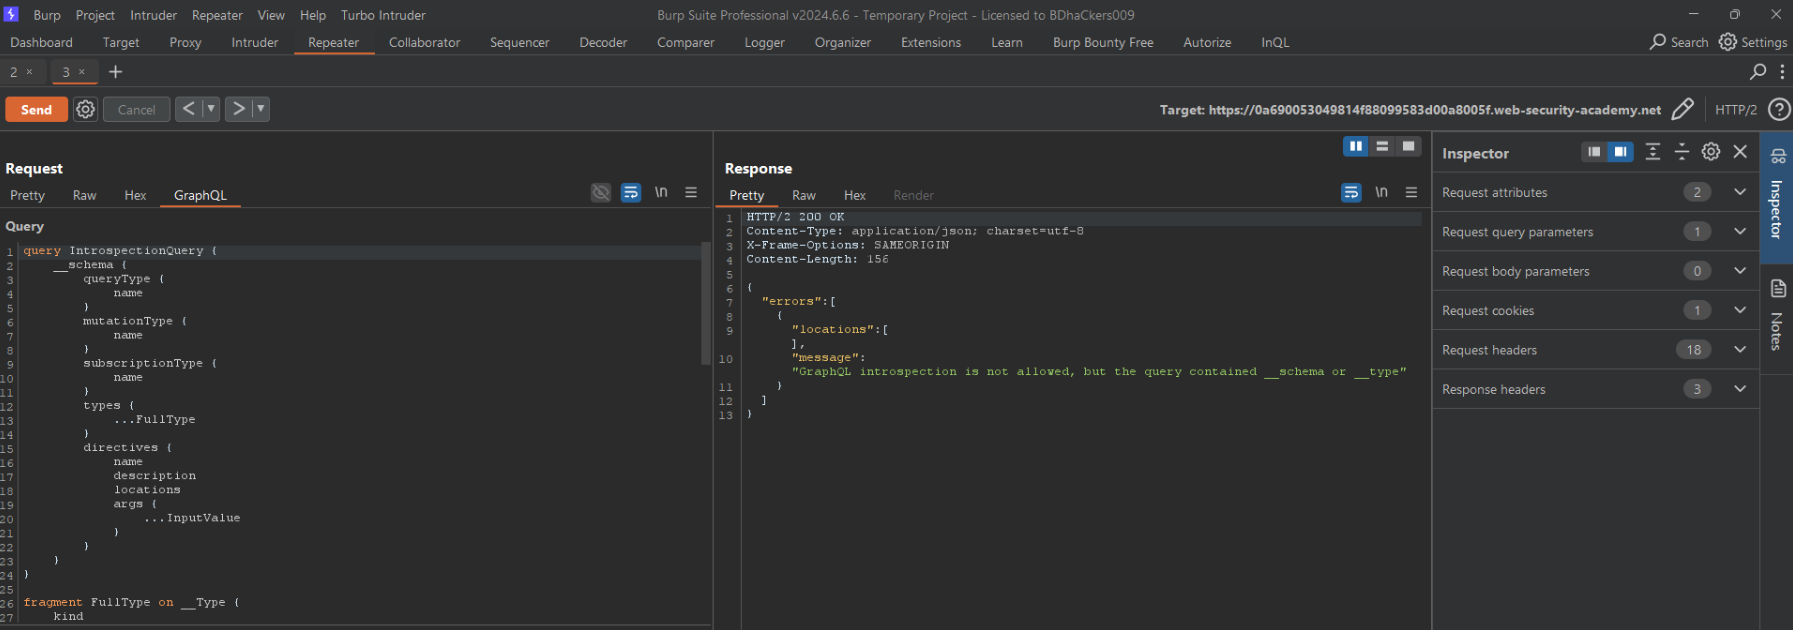 Burp Project Intruder Repeater View Help Turbo Intruder
Burp Suite Professional v2024.6.6 - Temporary Project - Licensed to BDhaCkers009
Dashboard Target Proxy Intruder Repeater Collaborator Sequencer Decoder Comparer Logger Organizer Extensions Learn Burp Bounty Free Autorize InQL
Search Settings
2 × 3 × +
Send Cancel < >
Target: https://0a690053049814f88099583d00a8005f.web-security-academy.net HTTP/2 ?
Request
Pretty Raw Hex GraphQL \n
Query
1 query IntrospectionQuery {
2 __schema {
3 queryType {
4 name
5 }
6 mutationType {
7 name
8 }
9 subscriptionType {
10 name
11 }
12 types {
13 ...FullType
14 }
15 directives {
16 name
17 description
18 locations
19 args {
20 ...InputValue
21 }
22 }
23 }
24 }
25
26 fragment FullType on __Type {
27 kind
Response
Pretty Raw Hex Render \n
1 HTTP/2 200 OK
2 Content-Type: application/json; charset=utf-8
3 X-Frame-Options: SAMEORIGIN
4 Content-Length: 156
5
6 {
7 "errors":[
8 {
9 "locations":[
],
10 "message":
"GraphQL introspection is not allowed, but the query contained __schema or __type"
11 }
12 ]
13 }
Inspector
Request attributes 2
Request query parameters 1
Request body parameters 0
Request cookies 1
Request headers 18
Response headers 3
Inspector
Notes